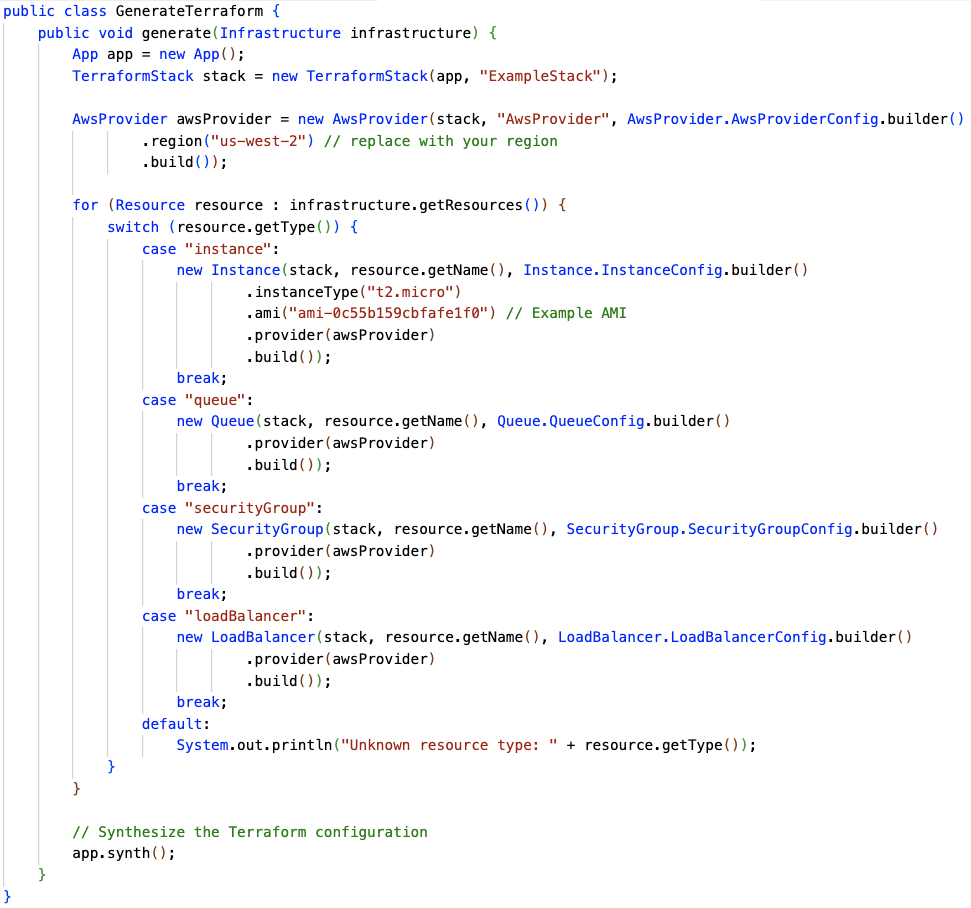 public class GenerateTerraform {
    public void generate(Infrastructure infrastructure) {
        App app = new App();
        TerraformStack stack = new TerraformStack(app, "ExampleStack");

        AwsProvider awsProvider = new AwsProvider(stack, "AwsProvider", AwsProvider.AwsProviderConfig.builder()
                .region("us-west-2") // replace with your region
                .build());

        for (Resource resource : infrastructure.getResources()) {
            switch (resource.getType()) {
                case "instance":
                    new Instance(stack, resource.getName(), Instance.InstanceConfig.builder()
                            .instanceType("t2.micro")
                            .ami("ami-0c55b159cbfafe1f0") // Example AMI
                            .provider(awsProvider)
                            .build());
                    break;
                case "queue":
                    new Queue(stack, resource.getName(), Queue.QueueConfig.builder()
                            .provider(awsProvider)
                            .build());
                    break;
                case "securityGroup":
                    new SecurityGroup(stack, resource.getName(), SecurityGroup.SecurityGroupConfig.builder()
                            .provider(awsProvider)
                            .build());
                    break;
                case "loadBalancer":
                    new LoadBalancer(stack, resource.getName(), LoadBalancer.LoadBalancerConfig.builder()
                            .provider(awsProvider)
                            .build());
                    break;
                default:
                    System.out.println("Unknown resource type: " + resource.getType());
            }
        }

        // Synthesize the Terraform configuration
        app.synth();
    }
}